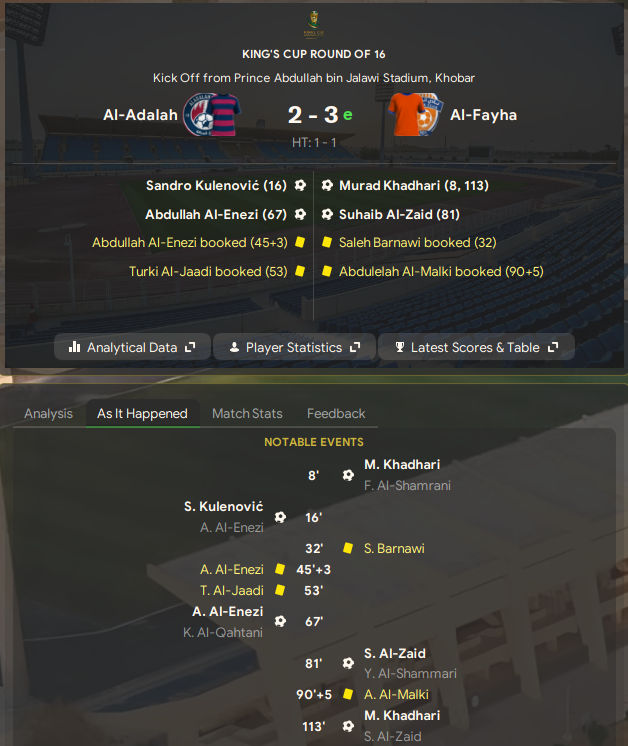 KING'S CUP ROUND OF 16
Kick Off from Prince Abdullah bin Jalawi Stadium, Khobar
Al-Adalah 2 - 3 e Al-Fayha
HT: 1 - 1
Sandro Kulenović (16) Murad Khadhari (8, 113)
Abdullah Al-Enezi (67) Suhaib Al-Zaid (81)
Abdullah Al-Enezi booked (45+3) Saleh Barnawi booked (32)
Turki Al-Jaadi booked (53) Abdulelah Al-Malki booked (90+5)
Analytical Data Player Statistics Latest Scores & Table
Analysis As It Happened Match Stats Feedback
NOTABLE EVENTS
8' M. Khadhari
F. Al-Shamrani
S. Kulenović 16'
A. Al-Enezi
32' S. Barnawi
A. Al-Enezi 45'+3
T. Al-Jaadi 53'
A. Al-Enezi 67'
K. Al-Qahtani
81' S. Al-Zaid
Y. Al-Shammari
90'+5 A. Al-Malki
113' M. Khadhari
S. Al-Zaid